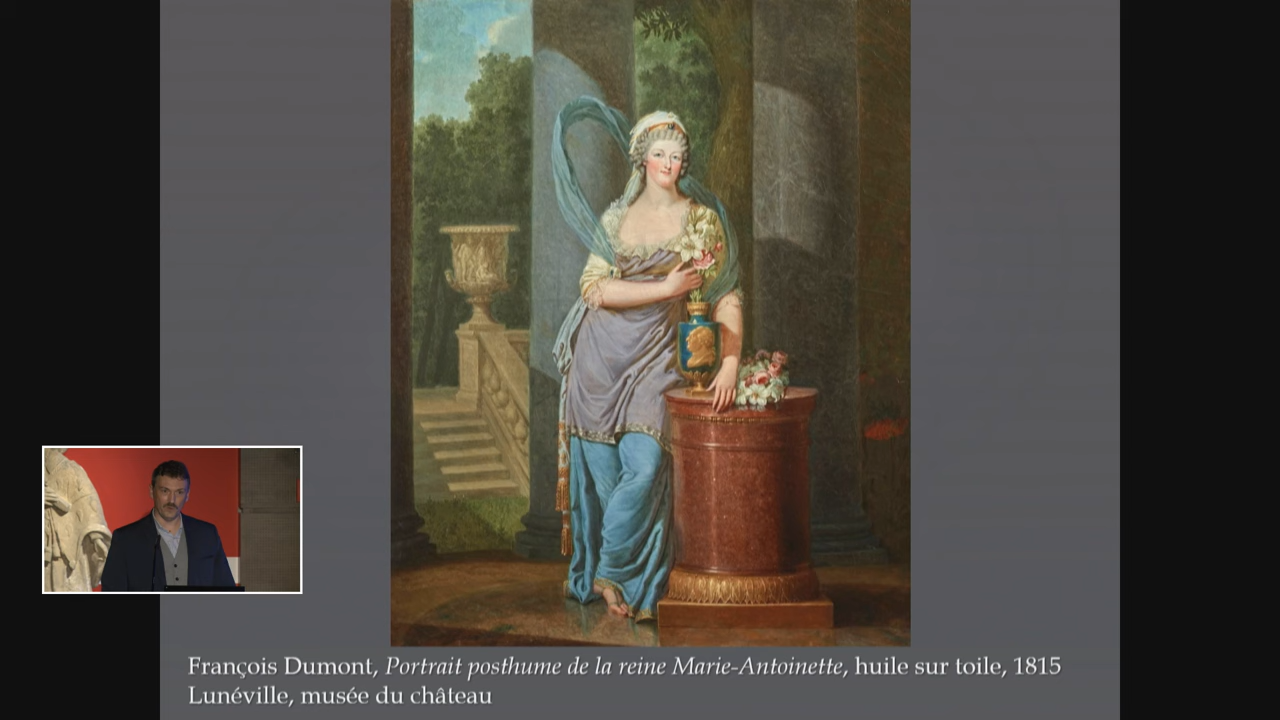 François Dumont, Portrait posthume de la reine Marie-Antoinette, huile sur toile, 1815
Lunéville, musée du château